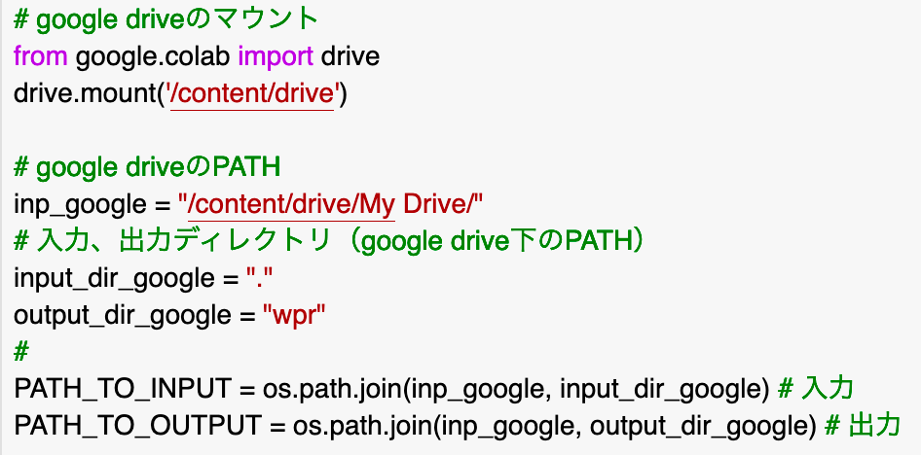 # google driveのマウント
from google.colab import drive
drive.mount('/content/drive')
# google driveのPATH
inp_google = "/content/drive/My Drive/"
# 入力、出力ディレクトリ（google drive下のPATH）
input_dir_google = "."
output_dir_google = "wpr"
#
PATH_TO_INPUT = os.path.join(inp_google, input_dir_google) # 入力
PATH_TO_OUTPUT = os.path.join(inp_google, output_dir_google) # 出力